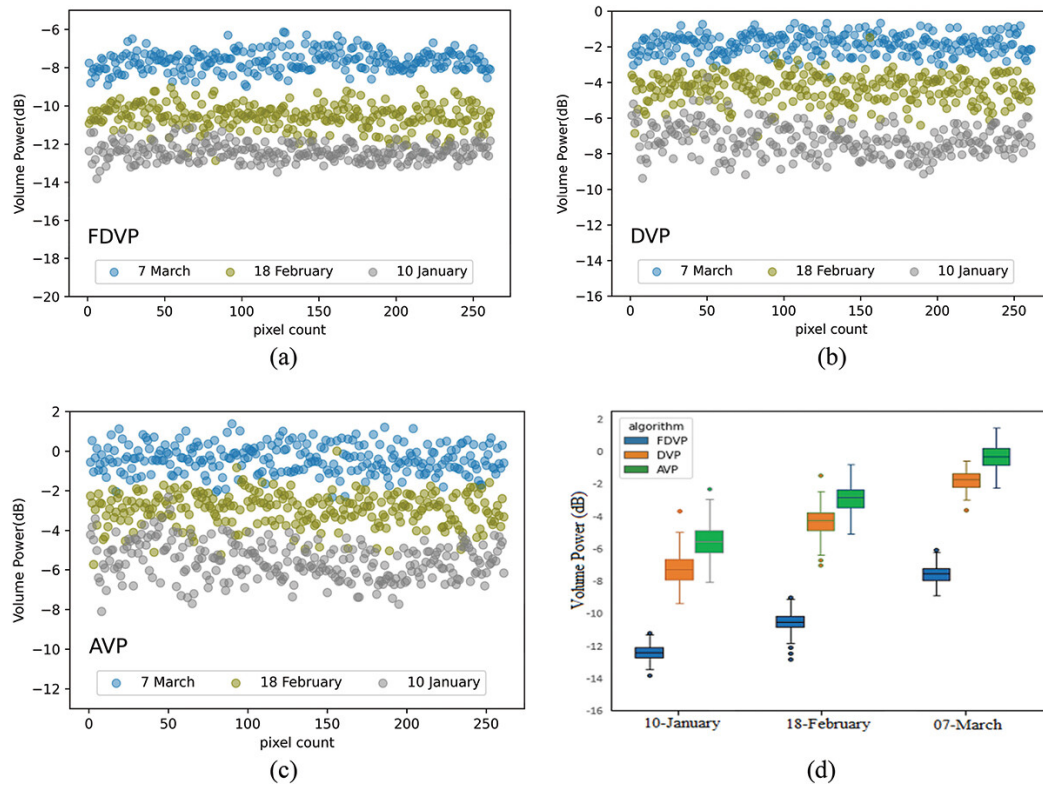 −6
−8
−10
−12
−14
−16
−18
−20
Volume Power(dB)
FDVP
7 March 18 February 10 January
0 50 100 150 200 250
pixel count
(a)
0
−2
−4
−6
−8
−10
−12
−14
−16
Volume Power(dB)
DVP
7 March 18 February 10 January
0 50 100 150 200 250
pixel count
(b)
2
0
−2
−4
−6
−8
−10
−12
Volume Power(dB)
AVP
7 March 18 February 10 January
0 50 100 150 200 250
pixel count
(c)
2
0
-2
-4
-6
-8
-10
-12
-14
-16
Volume Power (dB)
algorithm
FDVP
DVP
AVP
10-January 18-February 07-March
(d)